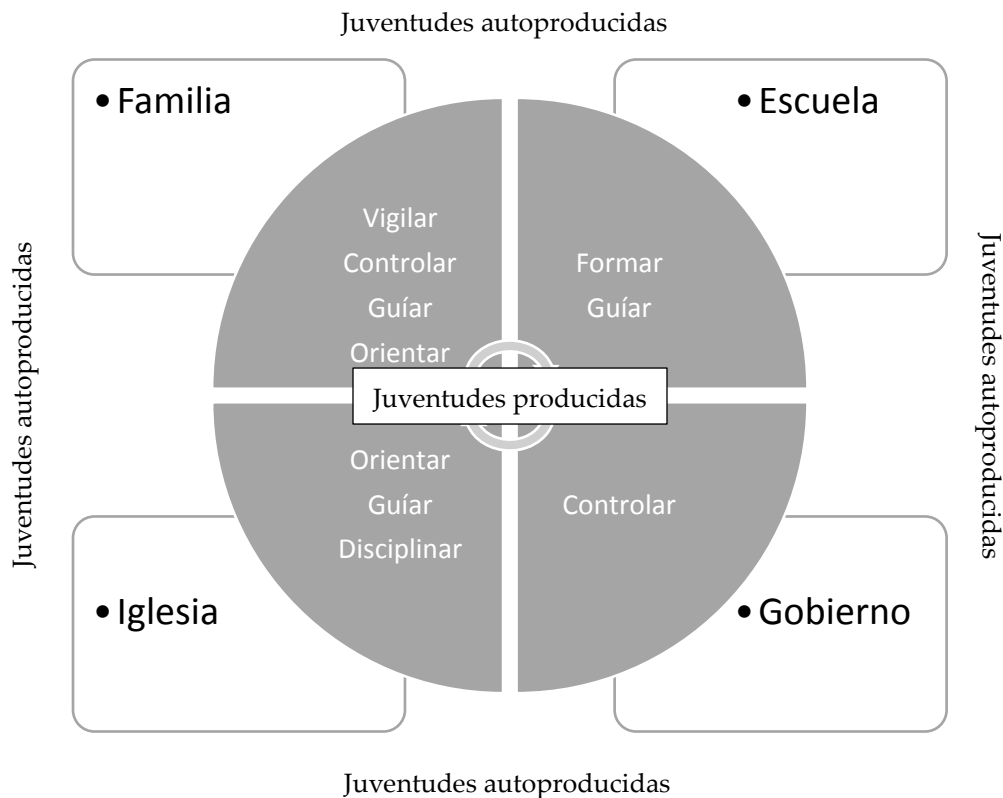 Juventudes autoproducidas
• Familia
• Escuela
Vigilar
Controlar
Guíar
Orientar
Formar
Guíar
Juventudes autoproducidas
Juventudes autoproducidas
Juventudes producidas
Orientar
Guíar
Disciplinar
Controlar
• Iglesia
• Gobierno
Juventudes autoproducidas